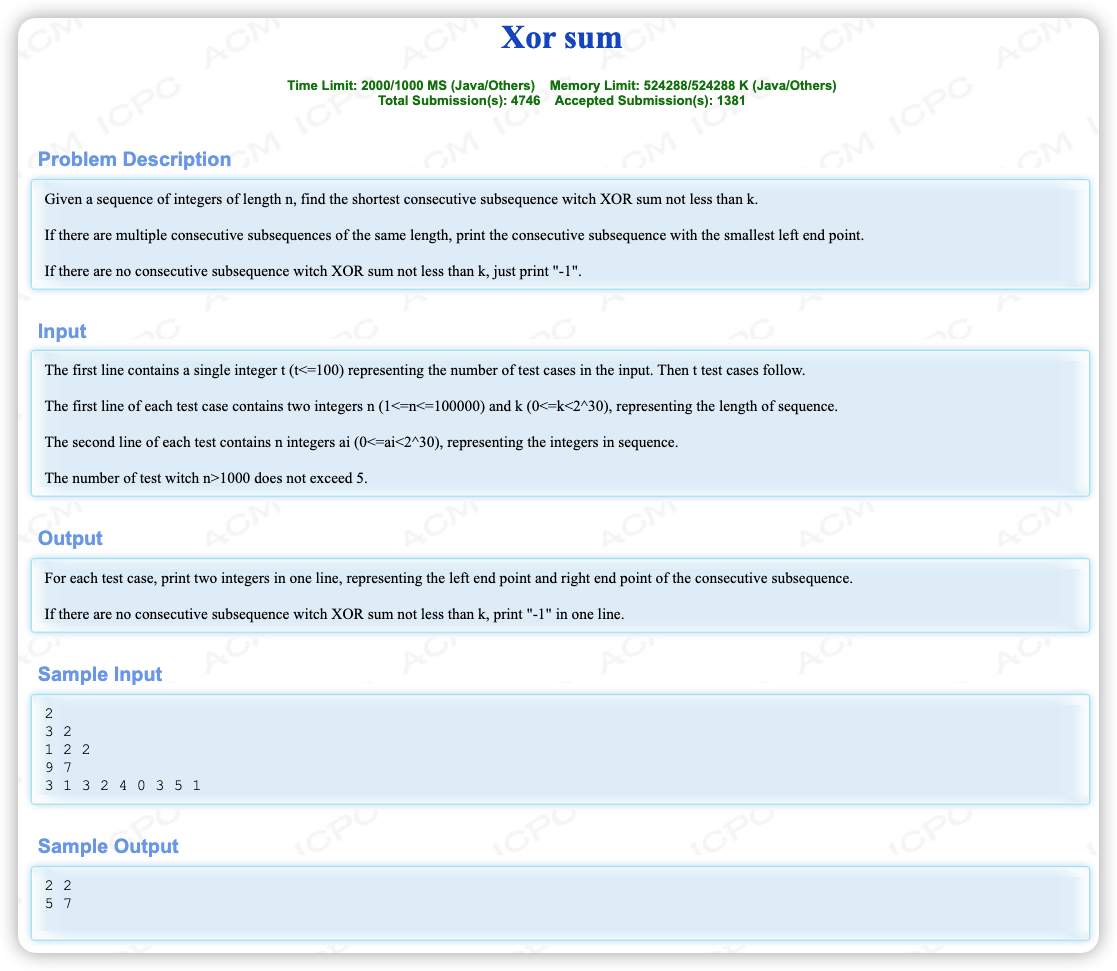 Xor sum
Time Limit: 2000/1000 MS (Java/Others) Memory Limit: 524288/524288 K (Java/Others)
Total Submission(s): 4746 Accepted Submission(s): 1381
Problem Description
Given a sequence of integers of length n, find the shortest consecutive subsequence witch XOR sum not less than k.
If there are multiple consecutive subsequences of the same length, print the consecutive subsequence with the smallest left end point.
If there are no consecutive subsequence witch XOR sum not less than k, just print "-1".
Input
The first line contains a single integer t (t<=100) representing the number of test cases in the input. Then t test cases follow.
The first line of each test case contains two integers n (1<=n<=100000) and k (0<=k<2^30), representing the length of sequence.
The second line of each test contains n integers ai (0<=ai<2^30), representing the integers in sequence.
The number of test witch n>1000 does not exceed 5.
Output
For each test case, print two integers in one line, representing the left end point and right end point of the consecutive subsequence.
If there are no consecutive subsequence witch XOR sum not less than k, print "-1" in one line.
Sample Input
2
3 2
1 2 2
9 7
3 1 3 2 4 0 3 5 1
Sample Output
2 2
5 7